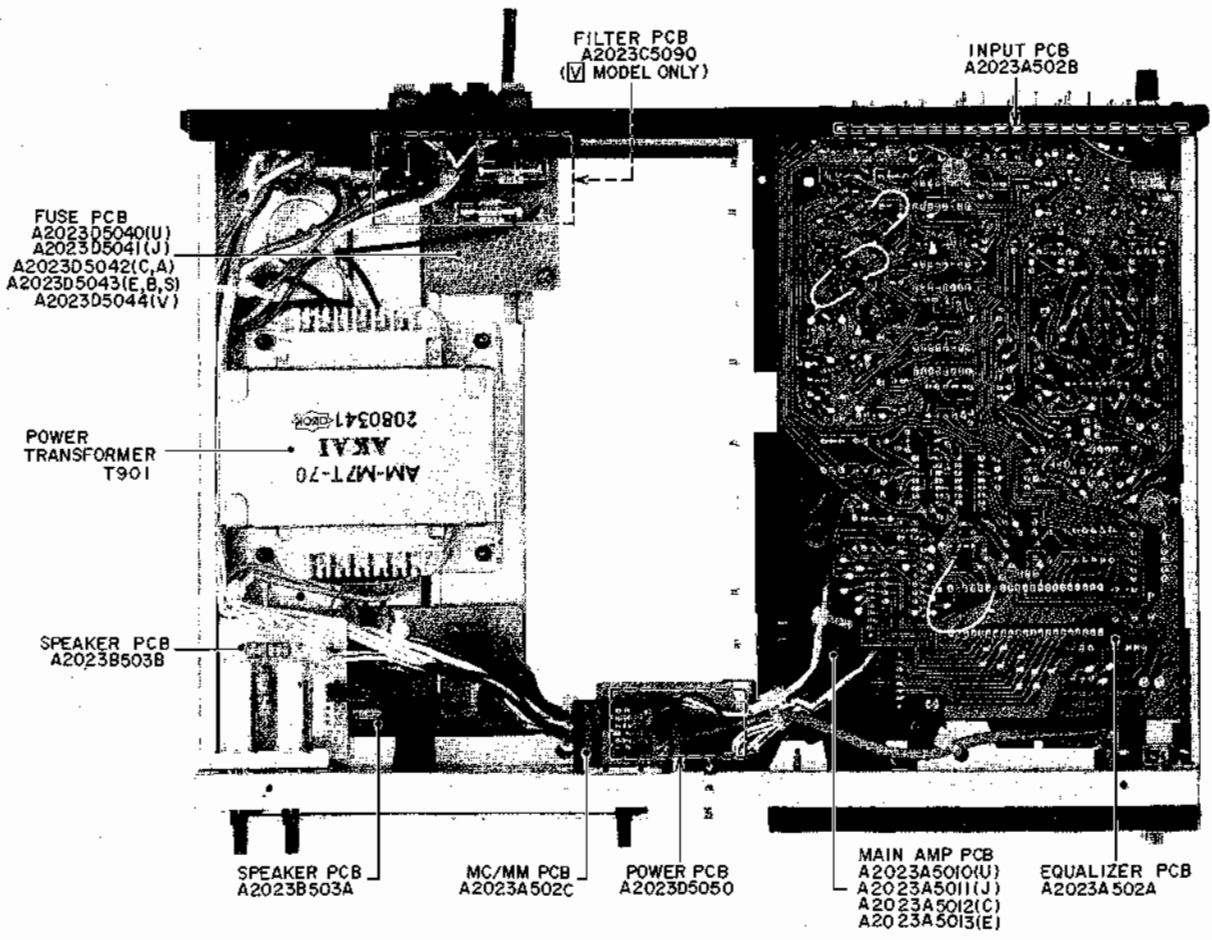 FILTER PCB
A2023C5090
(V MODEL ONLY)
INPUT PCB
A2023A502B
FUSE PCB
A2023D5040(U)
A2023D5041(J)
A2023D5042(C,A)
A2023D5043(E,B,S)
A2023D5044(V)
POWER
TRANSFORMER
T901
AM-M7T-70
AKAI
2080341
SPEAKER PCB
A2023B503B
SPEAKER PCB
A2023B503A
MC/MM PCB
A2023A502C
POWER PCB
A2023D5050
MAIN AMP PCB
A2023A5010(U)
A2023A5011(J)
A2023A5012(C)
A2023A5013(E)
EQUALIZER PCB
A2023A502A